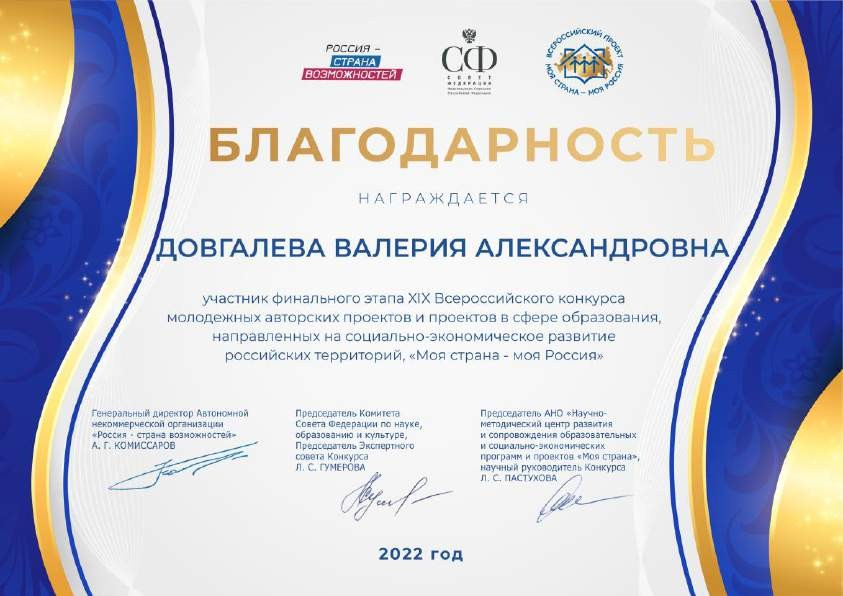 РОССИЯ –
СТРАНА
ВОЗМОЖНОСТЕЙ
СФ
СОВЕТ
ФЕДЕРАЦИИ
ВСЕРОССИЙСКИЙ ПРОЕКТ
МОЯ СТРАНА – МОЯ РОССИЯ
БЛАГОДАРНОСТЬ
НАГРАЖДАЕТСЯ
ДОВГАЛЕВА ВАЛЕРИЯ АЛЕКСАНДРОВНА
участник финального этапа XIX Всероссийского конкурса
молодежных авторских проектов и проектов в сфере образования,
направленных на социально-экономическое развитие
российских территорий, «Моя страна - моя Россия»
Генеральный директор Автономной
некоммерческой организации
«Россия - страна возможностей»
А. Г. КОМИССАРОВ
Председатель Комитета
Совета Федерации по науке,
образованию и культуре,
Председатель Экспертного
совета Конкурса
Л. С. ГУМЕРОВА
Председатель АНО «Научно-
методический центр развития
и сопровождения образовательных
и социально-экономических
программ и проектов «Моя страна»,
научный руководитель Конкурса
Л. С. ПАСТУХОВА
2022 год